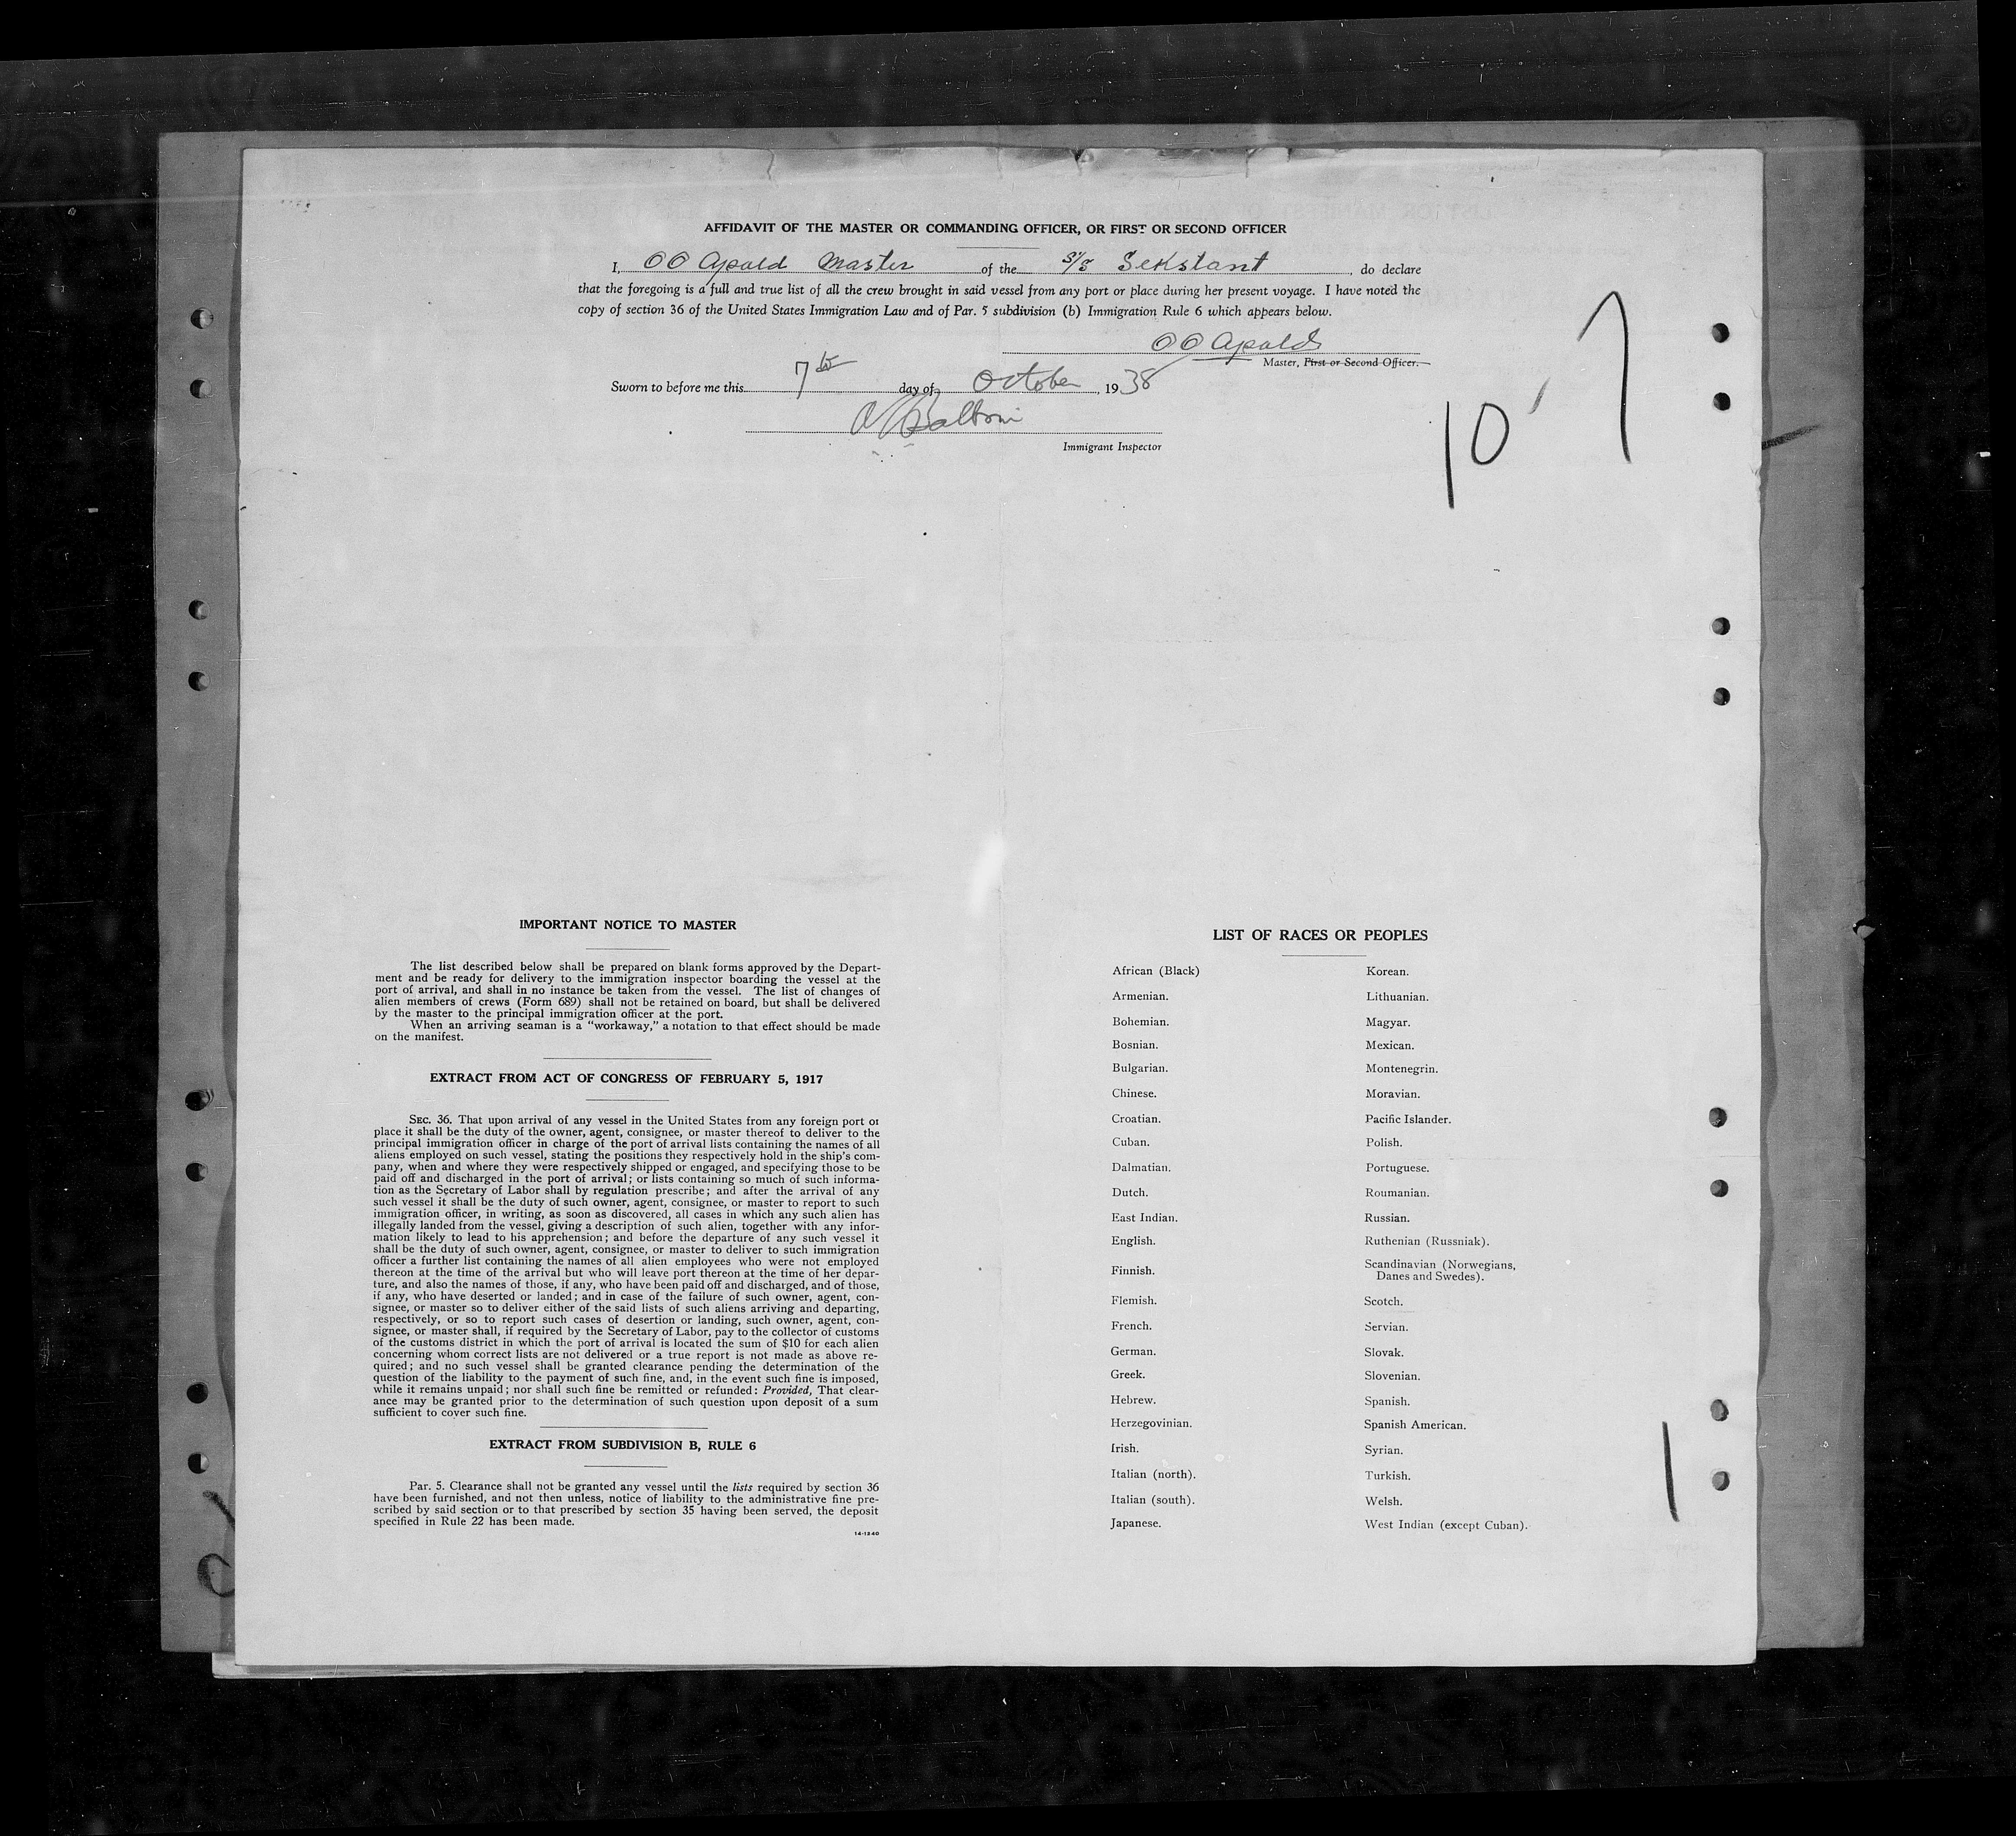 AFFIDAVIT OF THE MASTER OR COMMANDING OFFICER, OR FIRST OR SECOND OFFICER
I, O O Apold Master of the S/S Sekstant, do declare
that the foregoing is a full and true list of all the crew brought in said vessel from any port or place during her present voyage. I have noted the
copy of section 36 of the United States Immigration Law and of Par. 5 subdivision (b) Immigration Rule 6 which appears below.
O O Apold
Master, First or Second Officer.
Sworn to before me this 7th day of October, 1938
Immigrant Inspector
10 7
IMPORTANT NOTICE TO MASTER
The list described below shall be prepared on blank forms approved by the Depart-
ment and be ready for delivery to the immigration inspector boarding the vessel at the
port of arrival, and shall in no instance be taken from the vessel. The list of changes of
alien members of crews (Form 689) shall not be retained on board, but shall be delivered
by the master to the principal immigration officer at the port.
When an arriving seaman is a "workaway," a notation to that effect should be made
on the manifest.
EXTRACT FROM ACT OF CONGRESS OF FEBRUARY 5, 1917
SEC. 36. That upon arrival of any vessel in the United States from any foreign port or
place it shall be the duty of the owner, agent, consignee, or master thereof to deliver to the
principal immigration officer in charge of the port of arrival lists containing the names of all
aliens employed on such vessel, stating the positions they respectively hold in the ship's com-
pany, when and where they were respectively shipped or engaged, and specifying those to be
paid off and discharged in the port of arrival; or lists containing so much of such informa-
tion as the Secretary of Labor shall by regulation prescribe; and after the arrival of any
such vessel it shall be the duty of such owner, agent, consignee, or master to report to such
immigration officer, in writing, as soon as discovered, all cases in which any such alien has
illegally landed from the vessel, giving a description of such alien, together with any infor-
mation likely to lead to his apprehension; and before the departure of any such vessel it
shall be the duty of such owner, agent, consignee, or master to deliver to such immigration
officer a further list containing the names of all alien employees who were not employed
thereon at the time of the arrival but who will leave port thereon at the time of her depar-
ture, and also the names of those, if any, who have been paid off and discharged, and of those,
if any, who have deserted or landed; and in case of the failure of such owner, agent, con-
signee, or master so to deliver either of the said lists of such aliens arriving and departing,
respectively, or so to report such cases of desertion or landing, such owner, agent, con-
signee, or master shall, if required by the Secretary of Labor, pay to the collector of customs
of the customs district in which the port of arrival is located the sum of $10 for each alien
concerning whom correct lists are not delivered or a true report is not made as above re-
quired; and no such vessel shall be granted clearance pending the determination of the
question of the liability to the payment of such fine, and, in the event such fine is imposed,
while it remains unpaid; nor shall such fine be remitted or refunded: Provided, That clear-
ance may be granted prior to the determination of such question upon deposit of a sum
sufficient to cover such fine.
EXTRACT FROM SUBDIVISION B, RULE 6
Par. 5. Clearance shall not be granted any vessel until the lists required by section 36
have been furnished, and not then unless, notice of liability to the administrative fine pre-
scribed by said section or to that prescribed by section 35 having been served, the deposit
specified in Rule 22 has been made.
14-1240
LIST OF RACES OR PEOPLES
African (Black)
Armenian.
Bohemian.
Bosnian.
Bulgarian.
Chinese.
Croatian.
Cuban.
Dalmatian.
Dutch.
East Indian.
English.
Finnish.
Flemish.
French.
German.
Greek.
Hebrew.
Herzegovinian.
Irish.
Italian (north).
Italian (south).
Japanese.
Korean.
Lithuanian.
Magyar.
Mexican.
Montenegrin.
Moravian.
Pacific Islander.
Polish.
Portuguese.
Roumanian.
Russian.
Ruthenian (Russniak).
Scandinavian (Norwegians,
Danes and Swedes).
Scotch.
Servian.
Slovak.
Slovenian.
Spanish.
Spanish American.
Syrian.
Turkish.
Welsh.
West Indian (except Cuban).